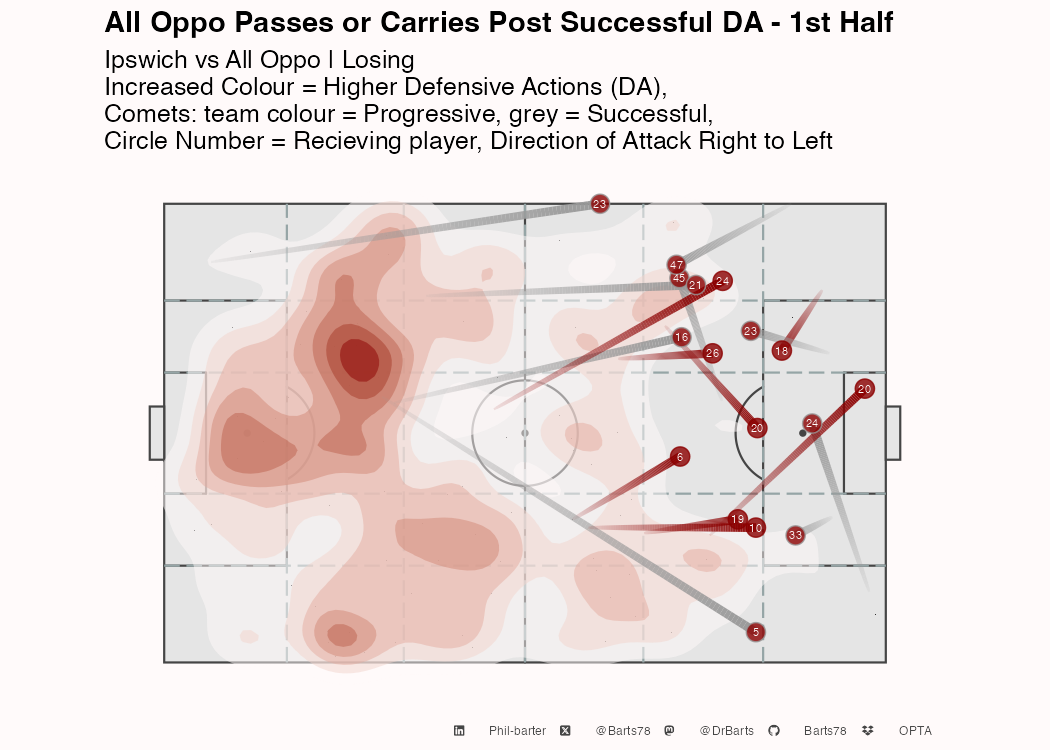 All Oppo Passes or Carries Post Successful DA - 1st Half
Ipswich vs All Oppo | Losing
Increased Colour = Higher Defensive Actions (DA),
Comets: team colour = Progressive, grey = Successful,
Circle Number = Recieving player, Direction of Attack Right to Left
23
47
45
21
24
16
23
26
18
20
24
20
6
19
10
33
5
Phil-barter @Barts78 @DrBarts Barts78 OPTA